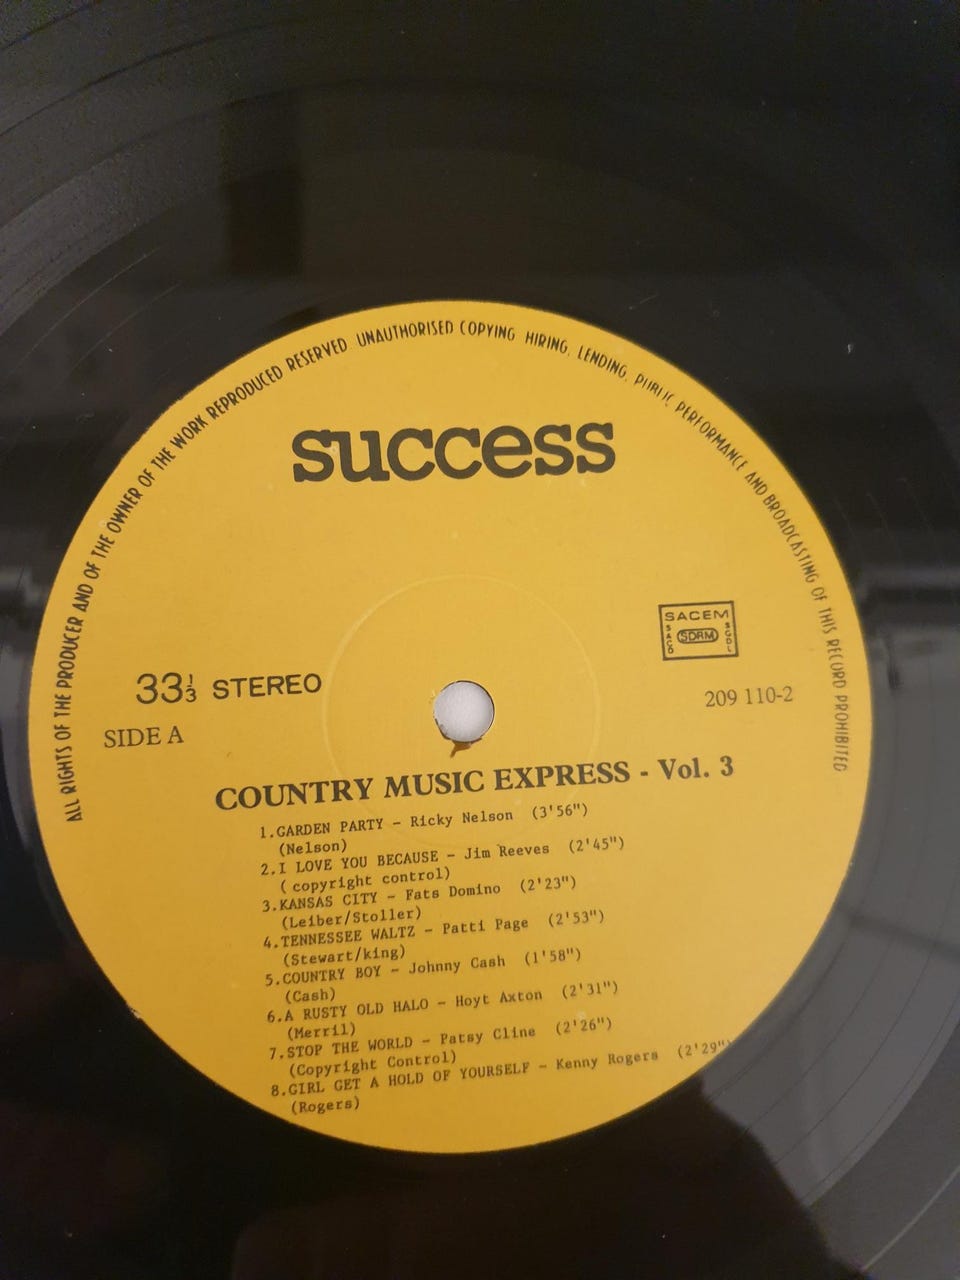 ALL RIGHTS OF THE PRODUCER AND OF THE OWNER OF THE WORK REPRODUCED RESERVED UNAUTHORISED COPYING HIRING, LENDING, PUBLIC PERFORMANCE AND BROADCASTING OF THIS RECORD PROHIBITED
success
SACEM
SACD SDRM SGDL
33⅓ STEREO
209 110-2
SIDE A
COUNTRY MUSIC EXPRESS - Vol. 3
1.GARDEN PARTY - Ricky Nelson (3'56")
(Nelson)
2.I LOVE YOU BECAUSE - Jim Reeves (2'45")
( copyright control)
3.KANSAS CITY - Fats Domino (2'23")
(Leiber/Stoller)
4.TENNESSEE WALTZ - Patti Page (2'53")
(Stewart/king)
5.COUNTRY BOY - Johnny Cash (1'58")
(Cash)
6.A RUSTY OLD HALO - Hoyt Axton (2'31")
(Merril)
7.STOP THE WORLD - Patsy Cline (2'26")
(Copyright Control)
8.GIRL GET A HOLD OF YOURSELF - Kenny Rogers (2'29")
(Rogers)